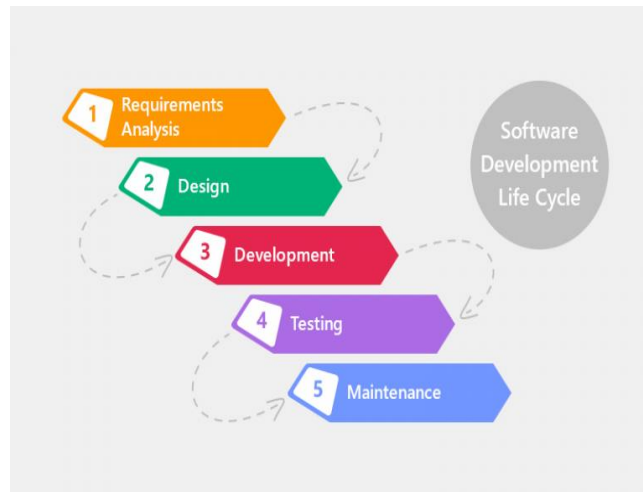 1
Requirements
Analysis
2
Design
3
Development
4
Testing
5
Maintenance
Software
Development
Life Cycle